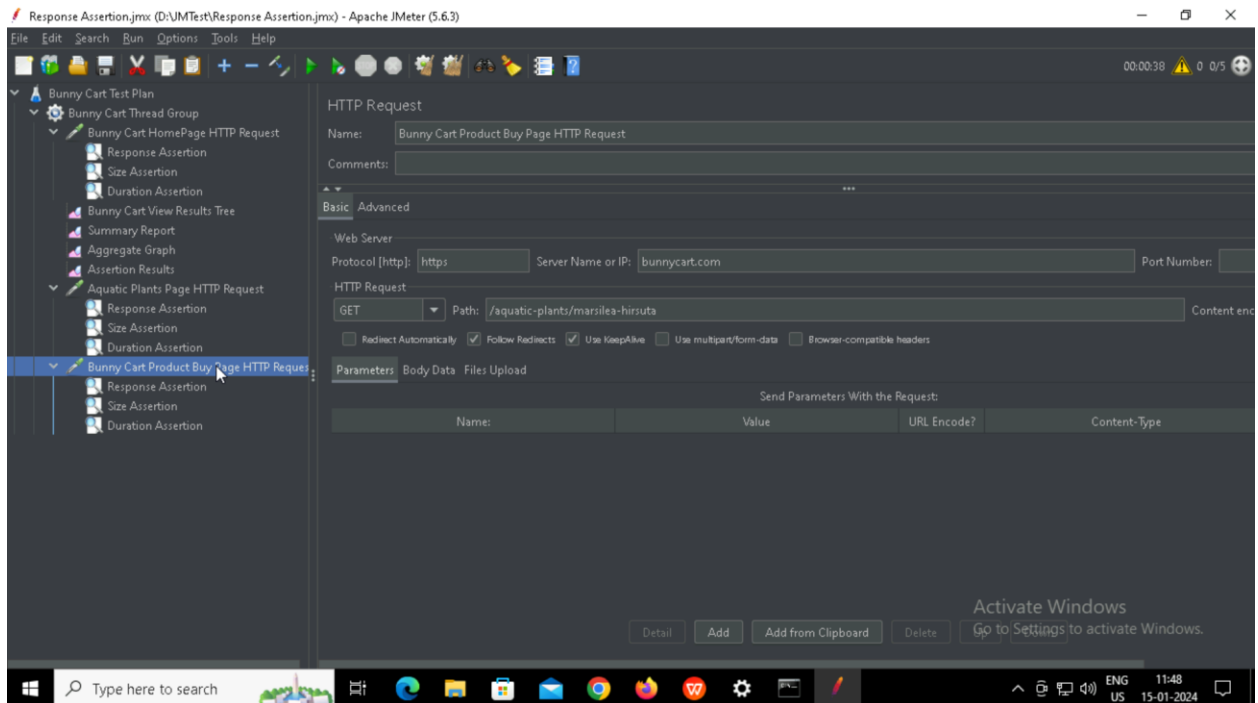 Response Assertion.jmx (D:\JMTest\Response Assertion.jmx) - Apache JMeter (5.6.3)
File Edit Search Run Options Tools Help
00:00:38 0 0/5
Bunny Cart Test Plan
Bunny Cart Thread Group
Bunny Cart HomePage HTTP Request
Response Assertion
Size Assertion
Duration Assertion
Bunny Cart View Results Tree
Summary Report
Aggregate Graph
Assertion Results
Aquatic Plants Page HTTP Request
Response Assertion
Size Assertion
Duration Assertion
Bunny Cart Product Buy Page HTTP Reques
Response Assertion
Size Assertion
Duration Assertion
HTTP Request
Name: Bunny Cart Product Buy Page HTTP Request
Comments:
Basic Advanced
Web Server
Protocol [http]: https Server Name or IP: bunnycart.com Port Number:
HTTP Request
GET Path: /aquatic-plants/marsilea-hirsuta Content enc
Redirect Automatically Follow Redirects Use KeepAlive Use multipart/form-data Browser-compatible headers
Parameters Body Data Files Upload
Send Parameters With the Request:
Name: Value URL Encode? Content-Type
Detail Add Add from Clipboard Delete Up Down
Activate Windows
Go to Settings to activate Windows.
Type here to search
ENG
US
11:48
15-01-2024